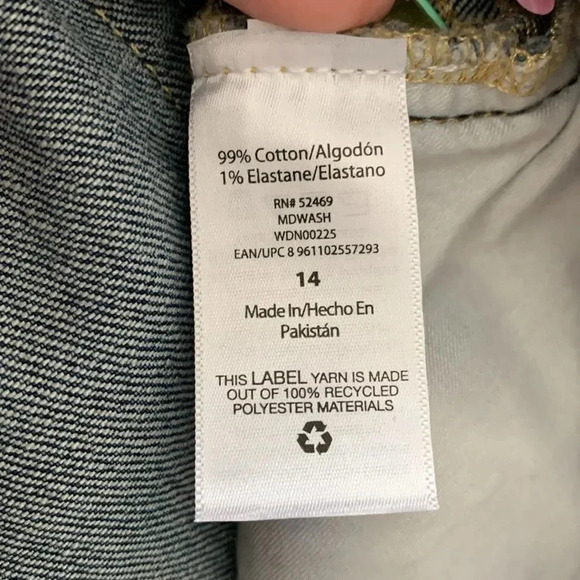 99% Cotton/Algodón
1% Elastane/Elastano
RN# 52469
MDWASH
WDN00225
EAN/UPC 8 961102557293
14
Made In/Hecho En
Pakistán
THIS LABEL YARN IS MADE
OUT OF 100% RECYCLED
POLYESTER MATERIALS